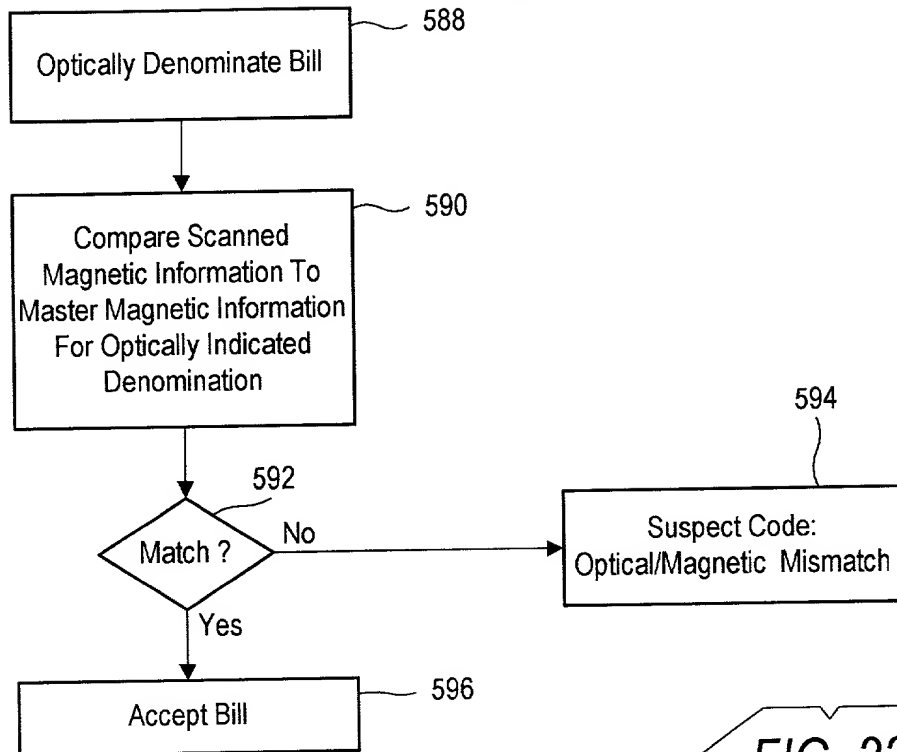 588
Optically Denominate Bill
590
Compare Scanned
Magnetic Information To
Master Magnetic Information
For Optically Indicated
Denomination
592
Match ?
No
594
Suspect Code:
Optical/Magnetic Mismatch
Yes
596
Accept Bill
FIG.